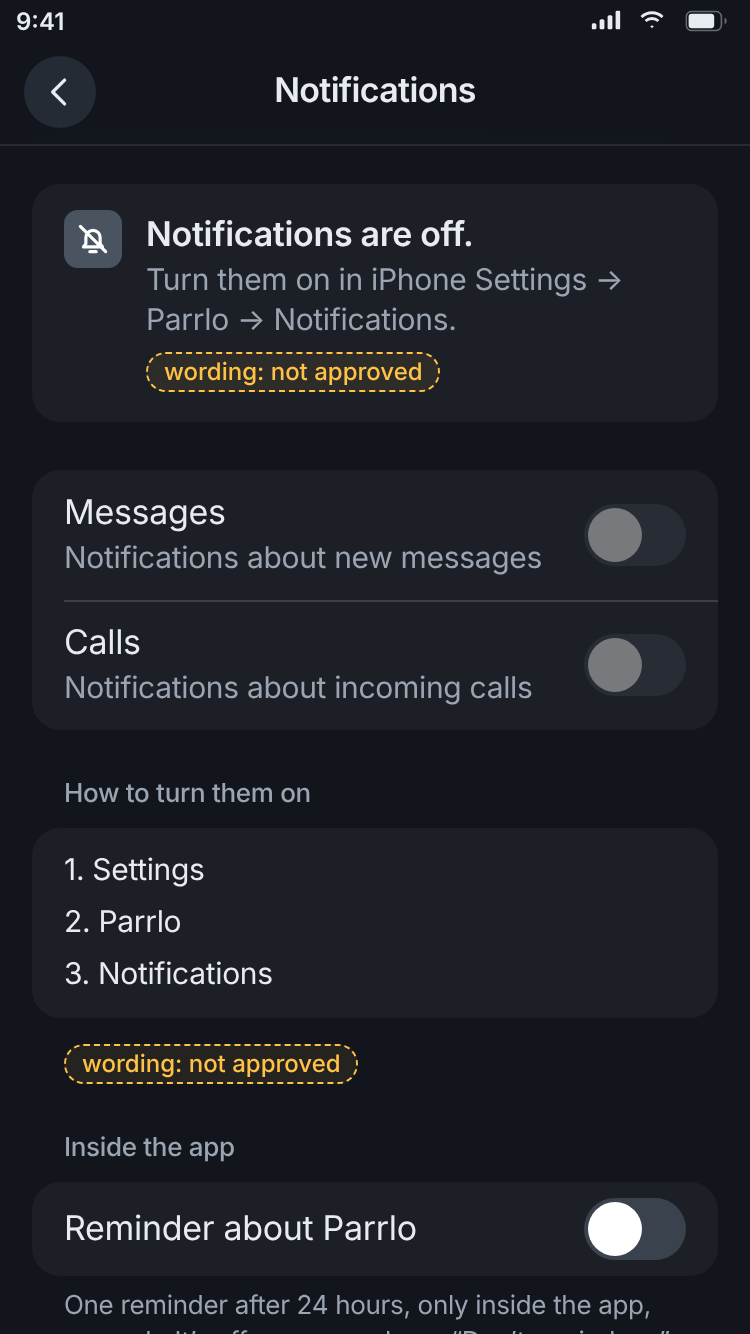 9:41
Notifications
Notifications are off.
Turn them on in iPhone Settings →
Parrlo → Notifications.
wording: not approved
Messages
Notifications about new messages
Calls
Notifications about incoming calls
How to turn them on
1. Settings
2. Parrlo
3. Notifications
wording: not approved
Inside the app
Reminder about Parrlo
One reminder after 24 hours, only inside the app,